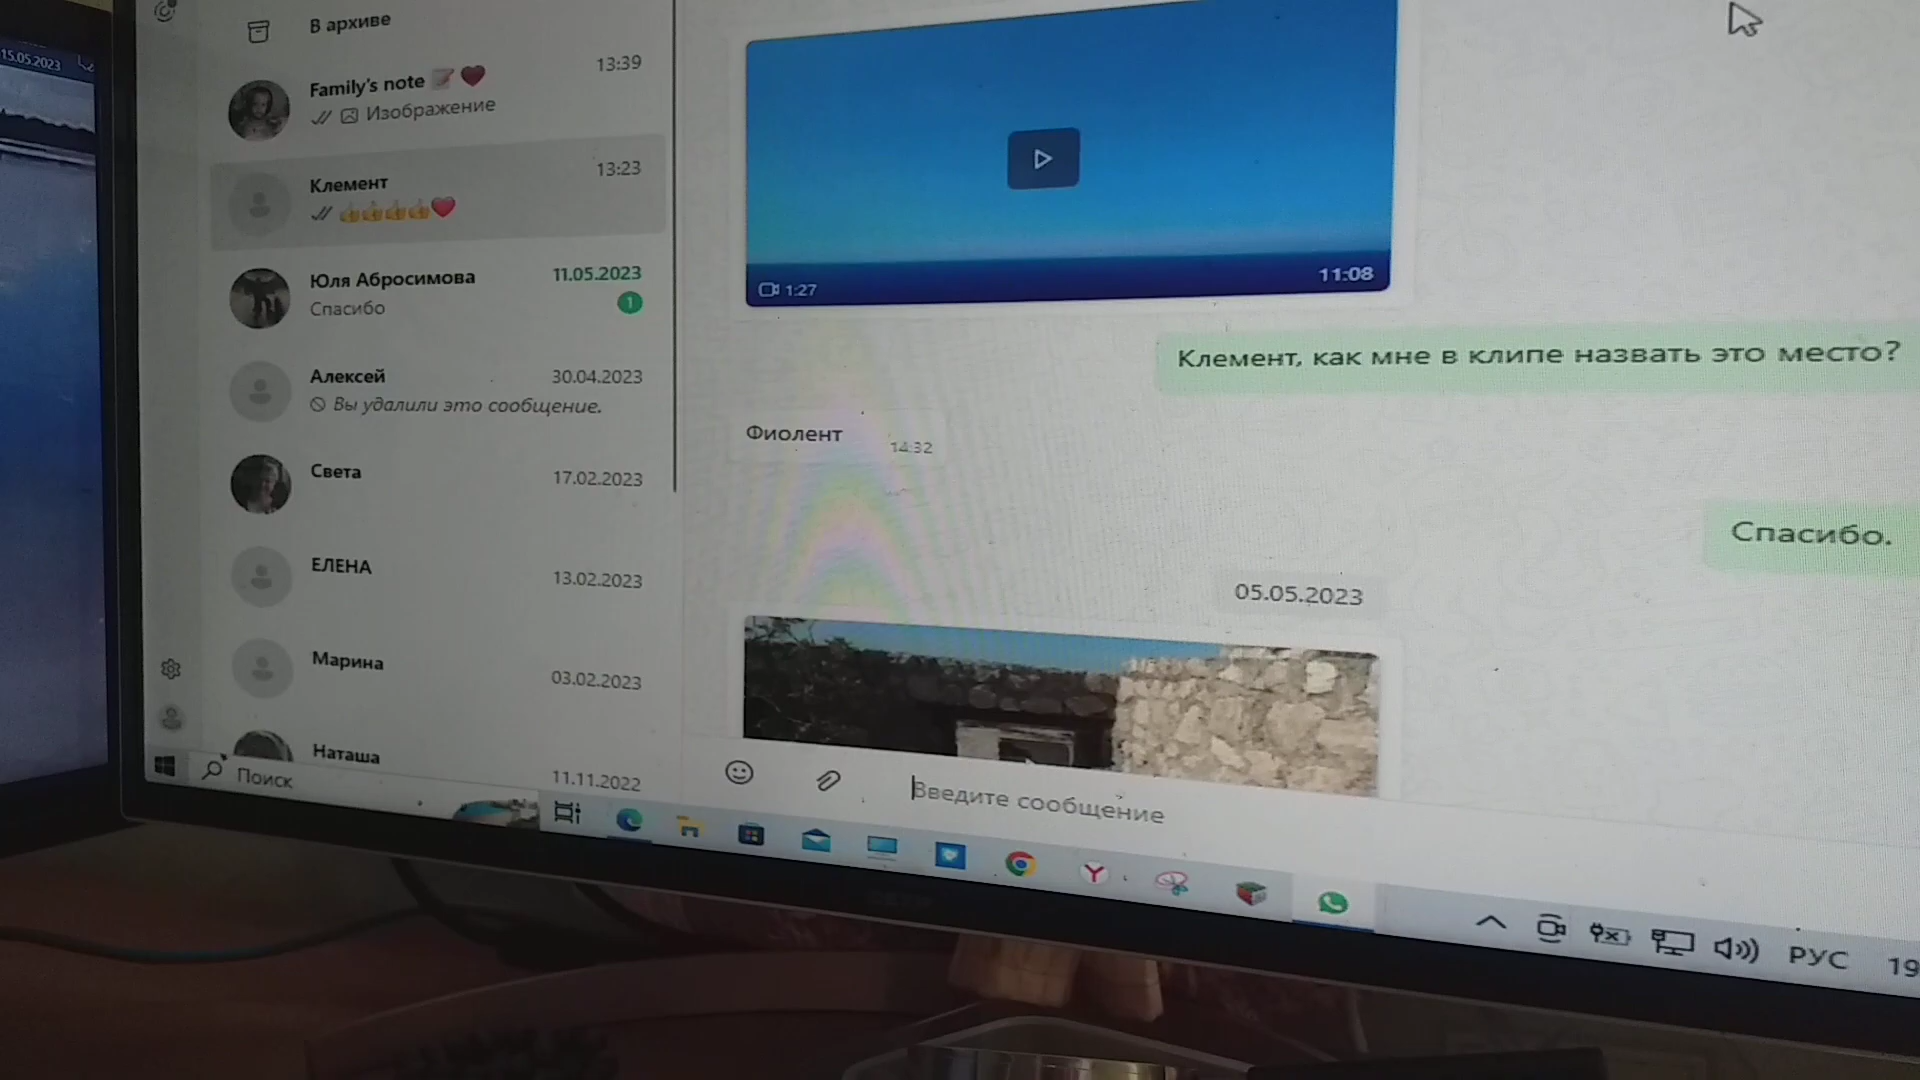 15.05.2023
В архиве
Family's note 📝❤️
13:39
Изображение
Клемент
13:23
👍👍👍👍❤️
Юля Абросимова
11.05.2023
Спасибо
1
Алексей
30.04.2023
Вы удалили это сообщение.
Света
17.02.2023
ЕЛЕНА
13.02.2023
Марина
03.02.2023
Наташа
11.11.2022
1:27
11:08
Клемент, как мне в клипе назвать это место?
Фиолент
14:32
Спасибо.
05.05.2023
Введите сообщение
Поиск
РУС
19